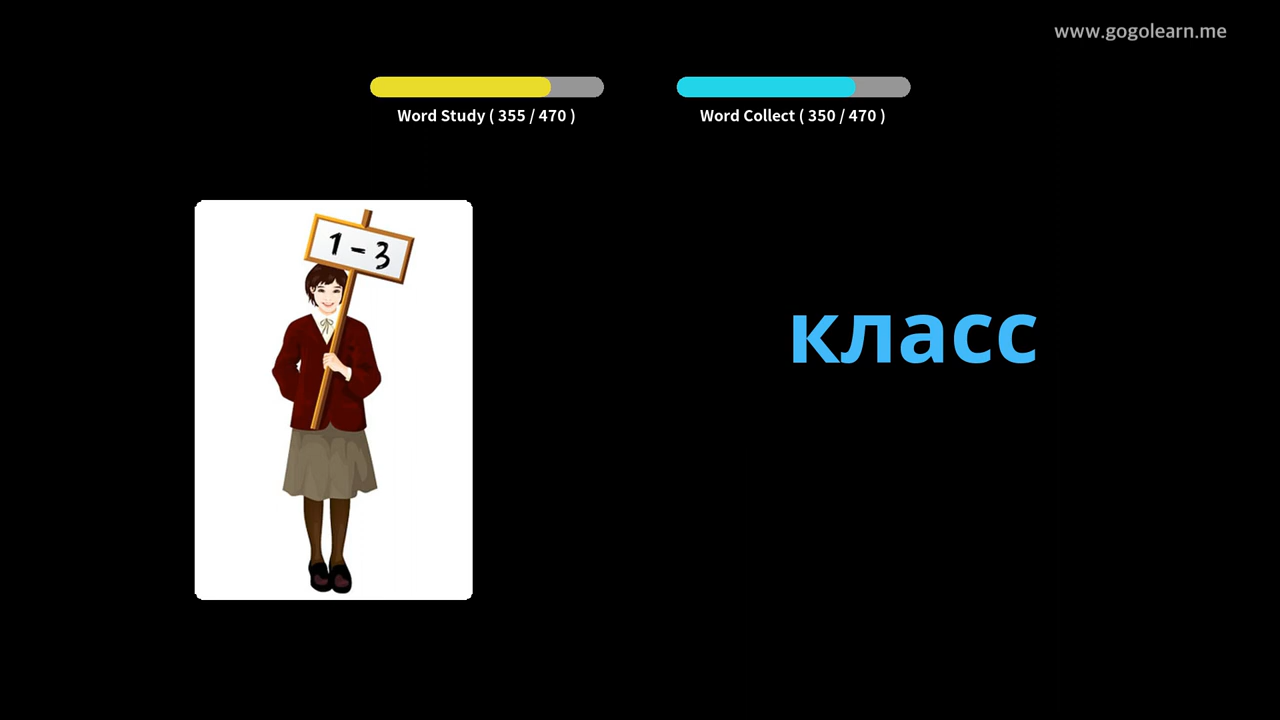 www.gogolearn.me
Word Study ( 355 / 470 )
Word Collect ( 350 / 470 )
1 - 3
класс